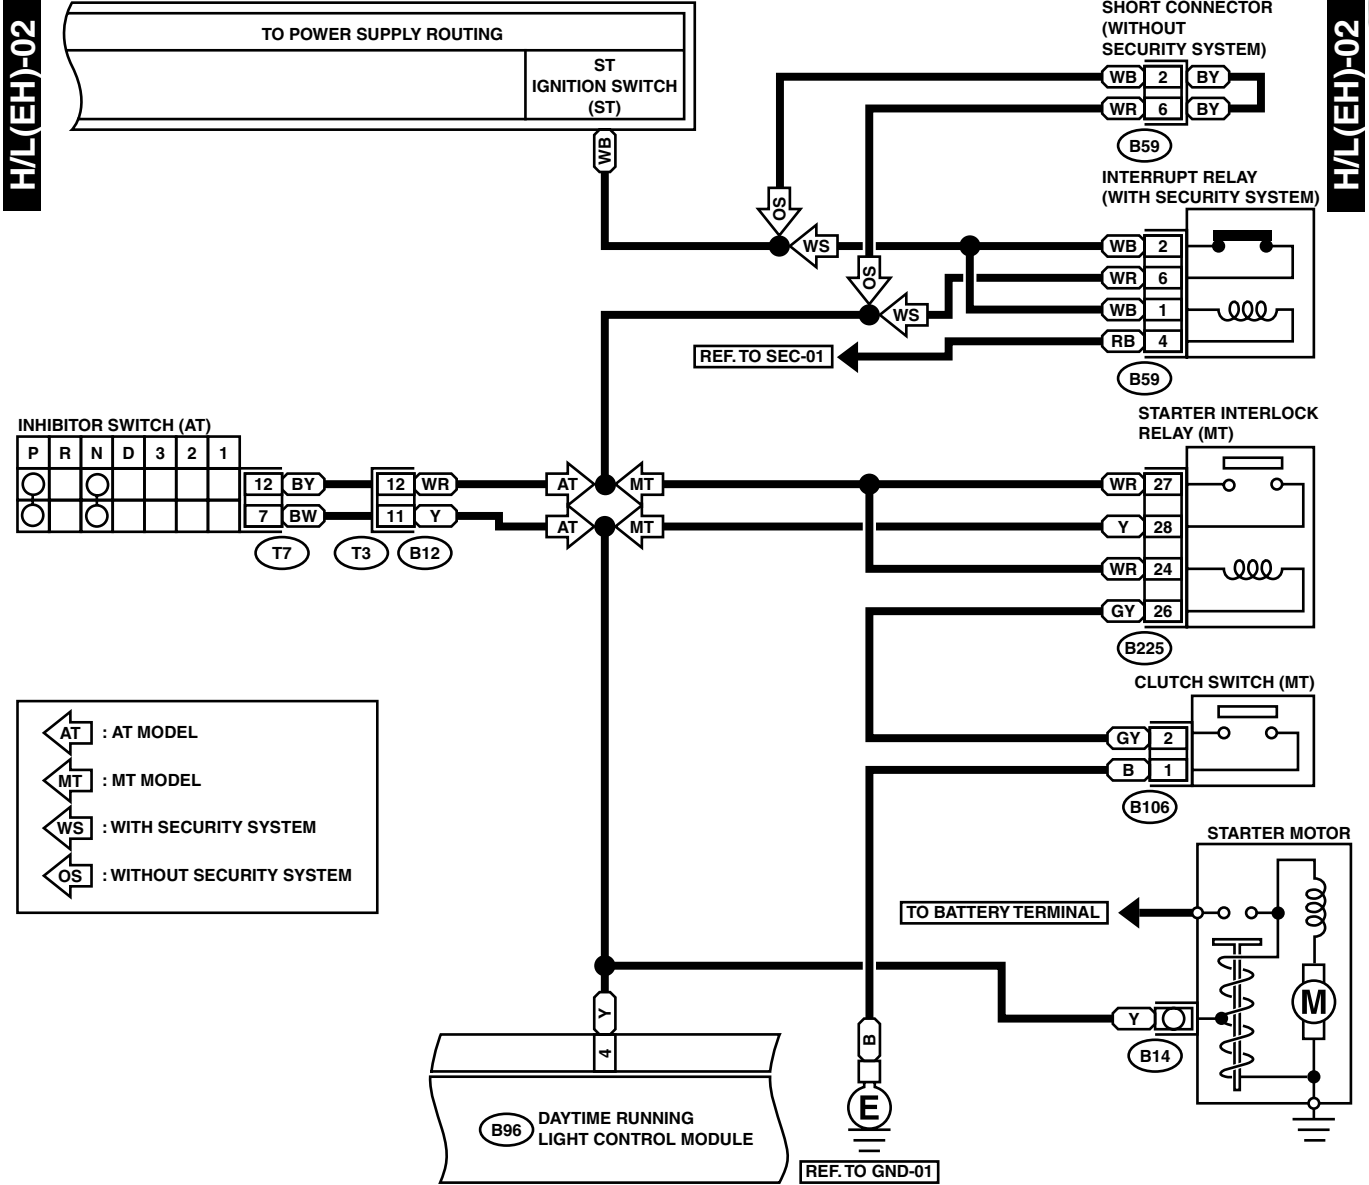 H/L(EH)-02
H/L(EH)-02
TO POWER SUPPLY ROUTING
ST
IGNITION SWITCH
(ST)
WB
SHORT CONNECTOR
(WITHOUT
SECURITY SYSTEM)
WB 2 BY
WR 6 BY
B59
OS
INTERRUPT RELAY
(WITH SECURITY SYSTEM)
WS
WB 2
OS
WR 6
WS
WB 1
RB 4
REF. TO SEC-01
B59
INHIBITOR SWITCH (AT)
P R N D 3 2 1
12 BY 12 WR AT MT
7 BW 11 Y AT MT
T7 T3 B12
STARTER INTERLOCK
RELAY (MT)
WR 27
Y 28
WR 24
GY 26
B225
CLUTCH SWITCH (MT)
GY 2
B 1
B106
AT : AT MODEL
MT : MT MODEL
WS : WITH SECURITY SYSTEM
OS : WITHOUT SECURITY SYSTEM
STARTER MOTOR
TO BATTERY TERMINAL
M
Y
B14
Y
4
B
E
B96
DAYTIME RUNNING
LIGHT CONTROL MODULE
REF. TO GND-01